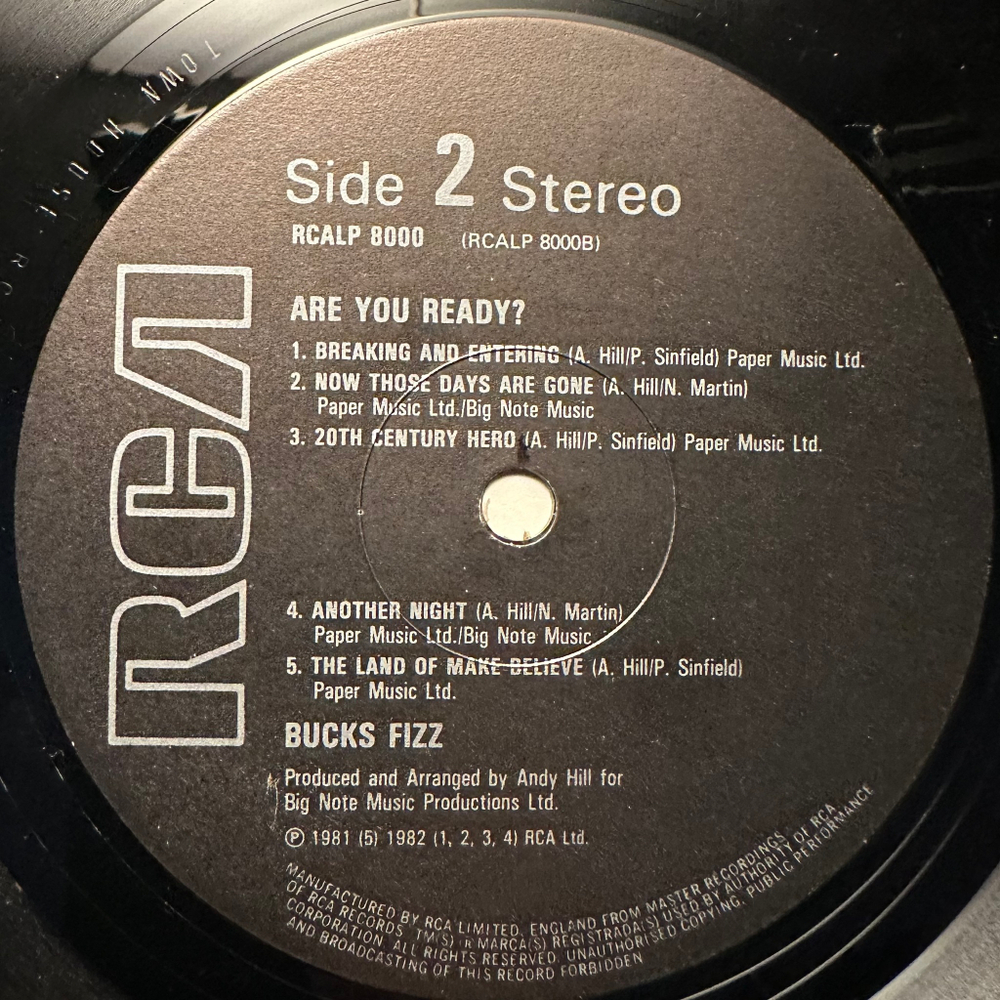 TOWN HOUSE
RCA
Side 2 Stereo
RCALP 8000 (RCALP 8000B)
ARE YOU READY?
1. BREAKING AND ENTERING (A. Hill/P. Sinfield) Paper Music Ltd.
2. NOW THOSE DAYS ARE GONE (A. Hill/N. Martin)
Paper Music Ltd./Big Note Music
3. 20TH CENTURY HERO (A. Hill/P. Sinfield) Paper Music Ltd.
4. ANOTHER NIGHT (A. Hill/N. Martin)
Paper Music Ltd./Big Note Music
5. THE LAND OF MAKE BELIEVE (A. Hill/P. Sinfield)
Paper Music Ltd.
BUCKS FIZZ
Produced and Arranged by Andy Hill for
Big Note Music Productions Ltd.
℗ 1981 (5) 1982 (1, 2, 3, 4) RCA Ltd.
MANUFACTURED BY RCA LIMITED, ENGLAND FROM MASTER RECORDINGS
OF RCA RECORDS. TM(S) ® MARCA(S) REGISTRADA(S) USED BY AUTHORITY OF RCA
CORPORATION. ALL RIGHTS RESERVED. UNAUTHORISED COPYING, PUBLIC PERFORMANCE
AND BROADCASTING OF THIS RECORD FORBIDDEN